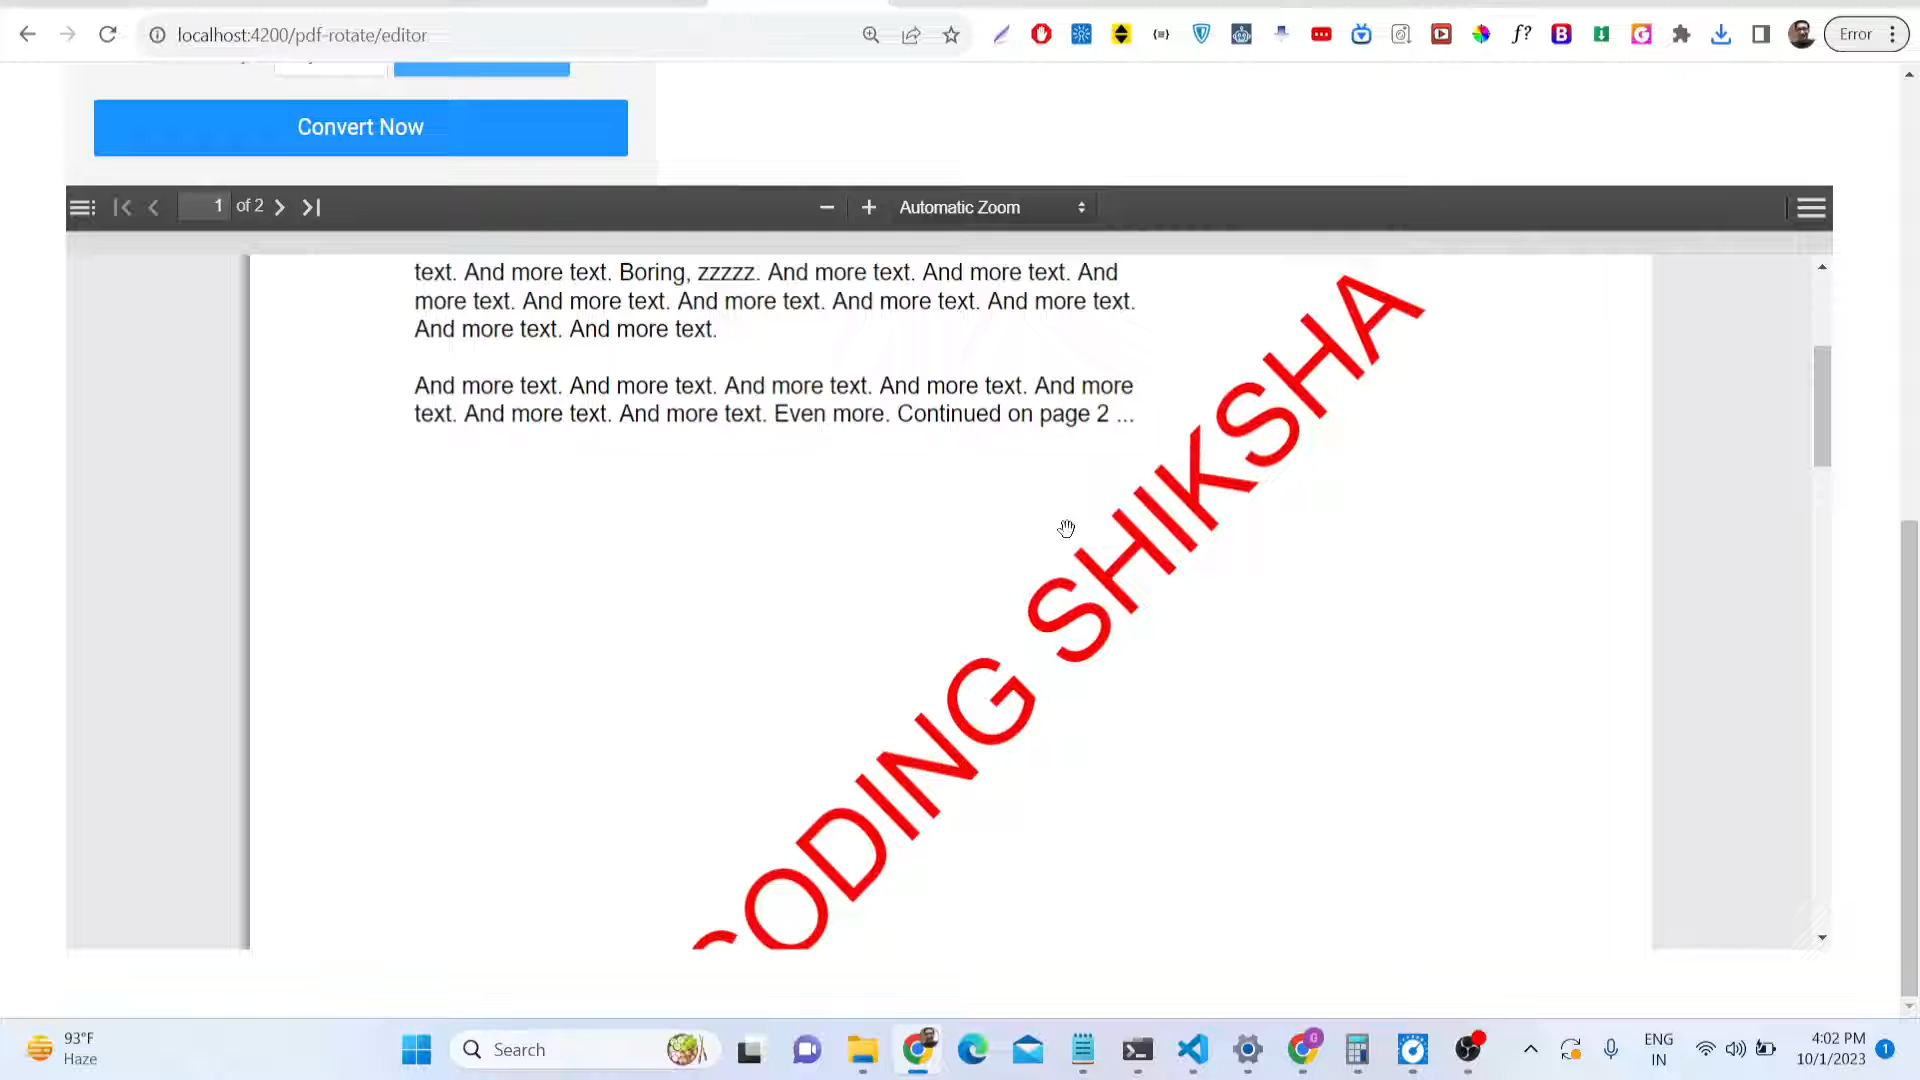 localhost:4200/pdf-rotate/editor
Error
Convert Now
1 of 2
Automatic Zoom
text. And more text. Boring, zzzzz. And more text. And more text. And
more text. And more text. And more text. And more text. And more text.
And more text. And more text.
And more text. And more text. And more text. And more text. And more
text. And more text. And more text. Even more. Continued on page 2 ...
CODING SHIKSHA
93°F
Haze
Search
ENG
IN
4:02 PM
10/1/2023
1